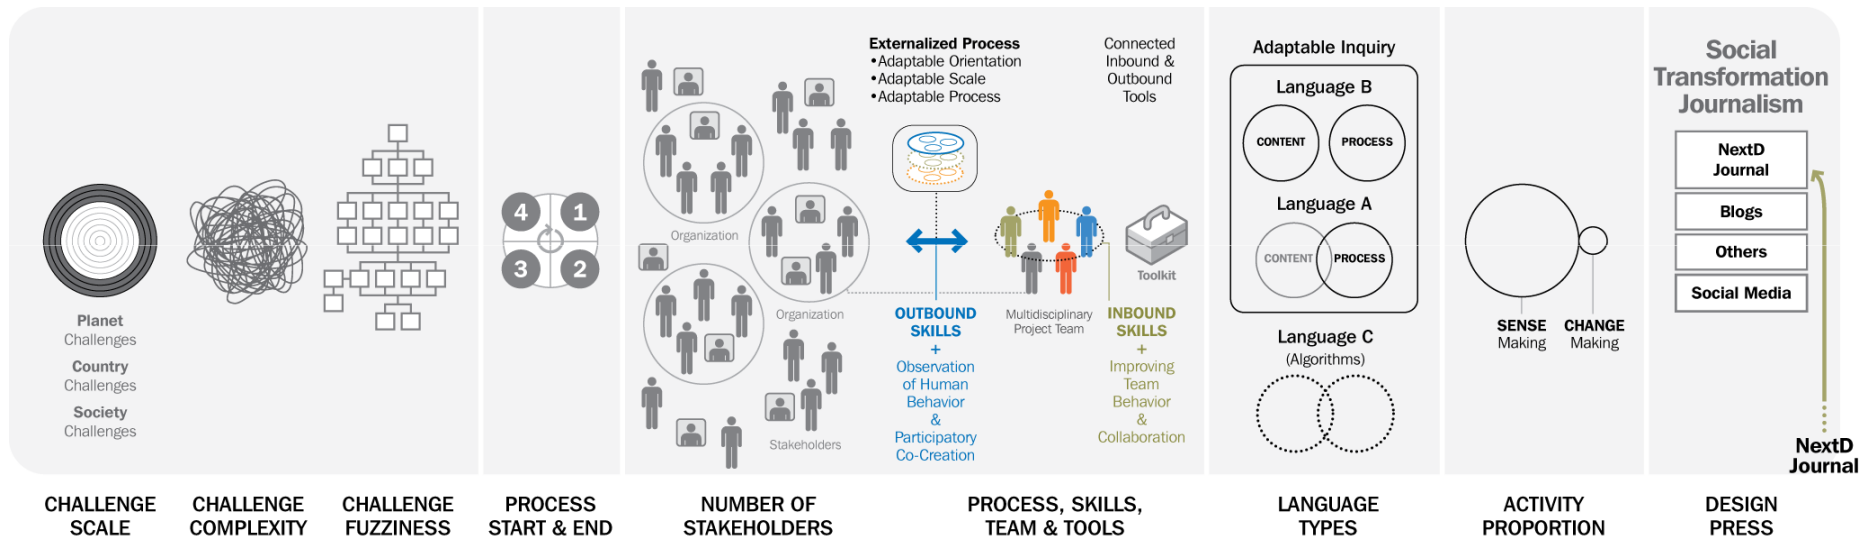 Planet
Challenges
Country
Challenges
Society
Challenges
4
1
3
2
Organization
Organization
Stakeholders
Externalized Process
•Adaptable Orientation
•Adaptable Scale
•Adaptable Process
Connected
Inbound &
Outbound
Tools
Toolkit
OUTBOUND
SKILLS
+
Observation
of Human
Behavior
&
Participatory
Co-Creation
Multidisciplinary
Project Team
INBOUND
SKILLS
+
Improving
Team
Behavior
&
Collaboration
Adaptable Inquiry
Language B
CONTENT
PROCESS
Language A
CONTENT
PROCESS
Language C
(Algorithms)
SENSE
Making
CHANGE
Making
Social
Transformation
Journalism
NextD
Journal
Blogs
Others
Social Media
NextD
Journal
CHALLENGE
SCALE
CHALLENGE
COMPLEXITY
CHALLENGE
FUZZINESS
PROCESS
START & END
NUMBER OF
STAKEHOLDERS
PROCESS, SKILLS,
TEAM & TOOLS
LANGUAGE
TYPES
ACTIVITY
PROPORTION
DESIGN
PRESS